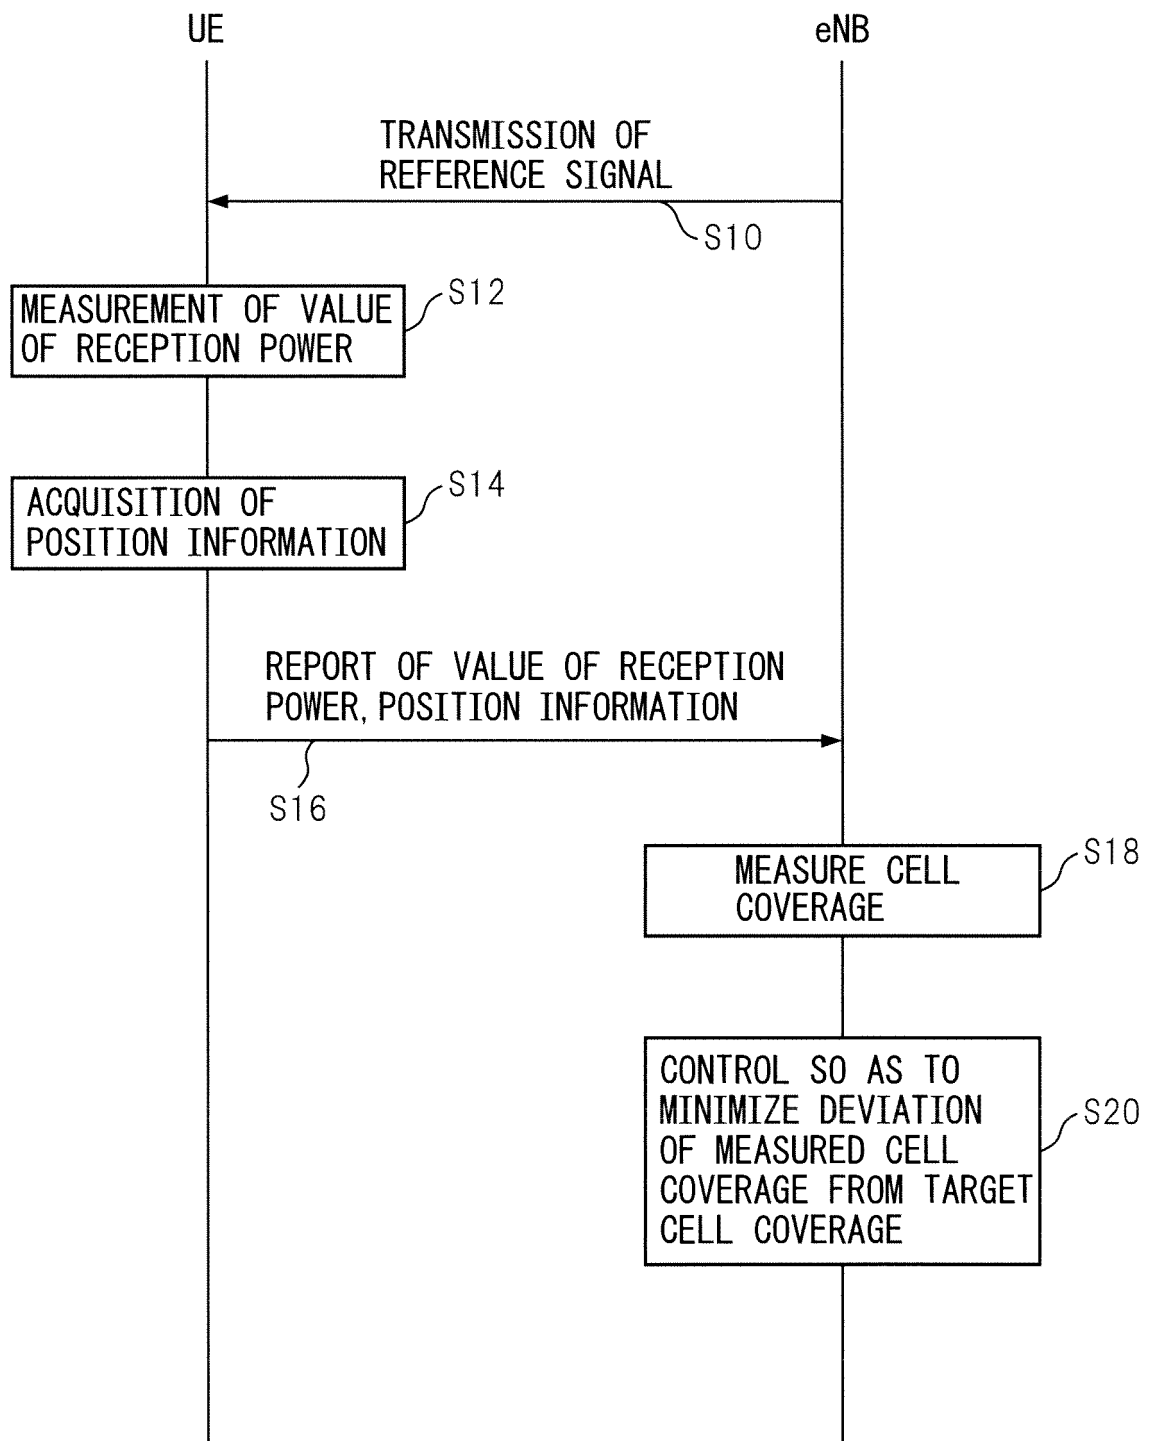 UE
eNB
TRANSMISSION OF
REFERENCE SIGNAL
S10
MEASUREMENT OF VALUE
OF RECEPTION POWER
S12
ACQUISITION OF
POSITION INFORMATION
S14
REPORT OF VALUE OF RECEPTION
POWER, POSITION INFORMATION
S16
MEASURE CELL
COVERAGE
S18
CONTROL SO AS TO
MINIMIZE DEVIATION
OF MEASURED CELL
COVERAGE FROM TARGET
CELL COVERAGE
S20